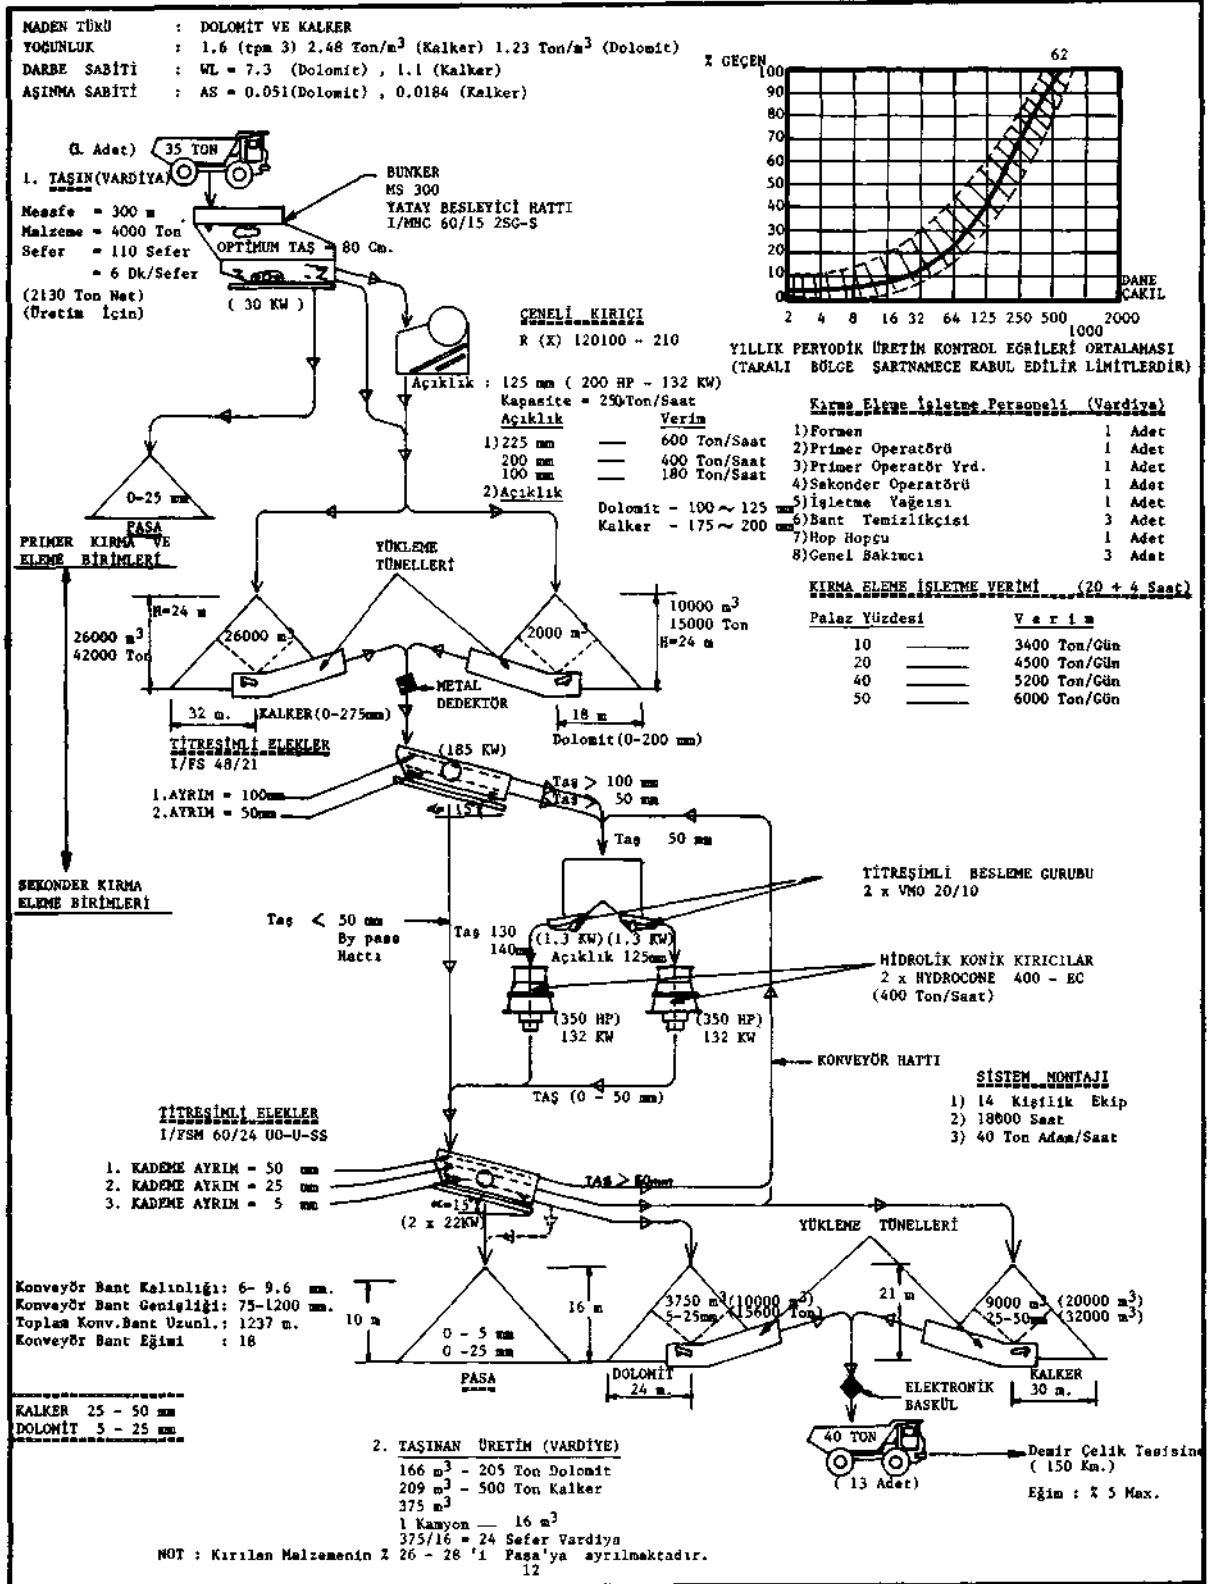 MADEN TÜRÜ : DOLOMİT VE KALKER
YOĞUNLUK : 1.6 (tpm 3) 2.48 Ton/m³ (Kalker) 1.23 Ton/m³ (Dolomit)
DARBE SABİTİ : WL = 7.3 (Dolomit) , 1.1 (Kalker)
AŞINMA SABİTİ : AS = 0.051(Dolomit) , 0.0184 (Kalker)
% GEÇEN
62
100
90
80
70
60
50
40
30
20
10
0
DANE
ÇAKIL
2 4 8 16 32 64 125 250 500 1000 2000
YILLIK PERYODİK ÜRETİM KONTROL EĞRİLERİ ORTALAMASI
(TARALI BÖLGE ŞARTNAMECE KABUL EDİLİR LİMİTLERDİR)
(3. Adet) 35 TON
1. TAŞIN(VARDİYA)
Mesafe = 300 m
Malzeme = 4000 Ton
Sefer = 110 Sefer
= 6 Dk/Sefer
(2130 Ton Net)
(Üretim İçin)
BUNKER
MS 300
YATAY BESLEYİCİ HATTI
I/MHC 60/15 2SG-S
OPTİMUM TAŞ = 80 Cm.
( 30 KW )
ÇENELİ KIRICI
R (X) 120100 - 210
Açıklık : 125 mm ( 200 HP - 132 KW)
Kapasite = 250 Ton/Saat
Açıklık Verim
1)225 mm — 600 Ton/Saat
200 mm — 400 Ton/Saat
100 mm — 180 Ton/Saat
2)Açıklık
Dolomit - 100 ~ 125 mm
Kalker - 175 ~ 200 mm
Kırma Eleme İşletme Personeli (Vardiya)
1)Formen 1 Adet
2)Primer Operatörü 1 Adet
3)Primer Operatör Yrd. 1 Adet
4)Sekonder Operatörü 1 Adet
5)İşletme Yağcısı 1 Adet
6)Bant Temizlikçisi 3 Adet
7)Hop Hopçu 1 Adet
8)Genel Bakımcı 3 Adet
KIRMA ELEME İŞLETME VERİMİ (20 + 4 Saat)
Palaz Yüzdesi Verim
10 —— 3400 Ton/Gün
20 —— 4500 Ton/Gün
40 —— 5200 Ton/Gün
50 —— 6000 Ton/Gün
0-25 mm
PASA
PRIMER KIRMA VE
ELEME BİRİMLERİ
YÜKLEME
TÜNELLERİ
H=24 m
26000 m³
42000 Ton
26000 m³
2000 m³
10000 m³
15000 Ton
H=24 m
METAL
DEDEKTÖR
32 m. KALKER(0-275mm)
18 m
Dolomit(0-200 mm)
TİTREŞİMLİ ELEKLER
I/FS 48/21
(185 KW)
1.AYRIM = 100mm
2.AYRIM = 50mm
∝= 15°
Taş > 100 mm
Taş > 50 mm
Taş 50 mm
SEKONDER KIRMA
ELEME BİRİMLERİ
TİTREŞİMLİ BESLEME GURUBU
2 x VMO 20/10
Taş < 50 mm
By pass
Hattı
Taş 130
140mm
(1.3 KW)(1.3 KW)
Açıklık 125mm
HİDROLİK KONİK KIRICILAR
2 x HYDROCONE 400 - EC
(400 Ton/Saat)
(350 HP)
132 KW
(350 HP)
132 KW
KONVEYÖR HATTI
TAŞ (0 - 50 mm)
SİSTEM MONTAJI
1) 14 Kişilik Ekip
2) 18000 Saat
3) 40 Ton Adam/Saat
TİTREŞİMLİ ELEKLER
I/FSM 60/24 UO-U-SS
1. KADEME AYRIM = 50 mm
2. KADEME AYRIM = 25 mm
3. KADEME AYRIM = 5 mm
TAŞ > 50mm
∝=15°
(2 x 22KW)
YÜKLEME TÜNELLERİ
Konveyör Bant Kalınlığı: 6- 9.6 mm.
Konveyör Bant Genişliği: 75-1200 mm.
Toplam Konv.Bant Uzunl.: 1237 m.
Konveyör Bant Eğimi : 18
10 m
0 - 5 mm
0 -25 mm
PASA
16 m
3750 m³ (10000 m³)
5-25mm (15600 Ton)
DOLOMİT
24 m.
21 m
9000 m³ (20000 m³)
25-50mm (32000 m³)
KALKER
30 m.
ELEKTRONİK
BASKÜL
KALKER 25 - 50 mm
DOLOMİT 5 - 25 mm
40 TON
( 13 Adet)
Demir Çelik Tesisine
( 150 Km.)
Eğim : % 5 Max.
2. TAŞINAN ÜRETİM (VARDİYE)
166 m³ - 205 Ton Dolomit
209 m³ - 500 Ton Kalker
375 m³
1 Kamyon — 16 m³
375/16 = 24 Sefer Vardiya
NOT : Kırılan Malzemenin % 26 - 28 'i Pasa'ya ayrılmaktadır.
12